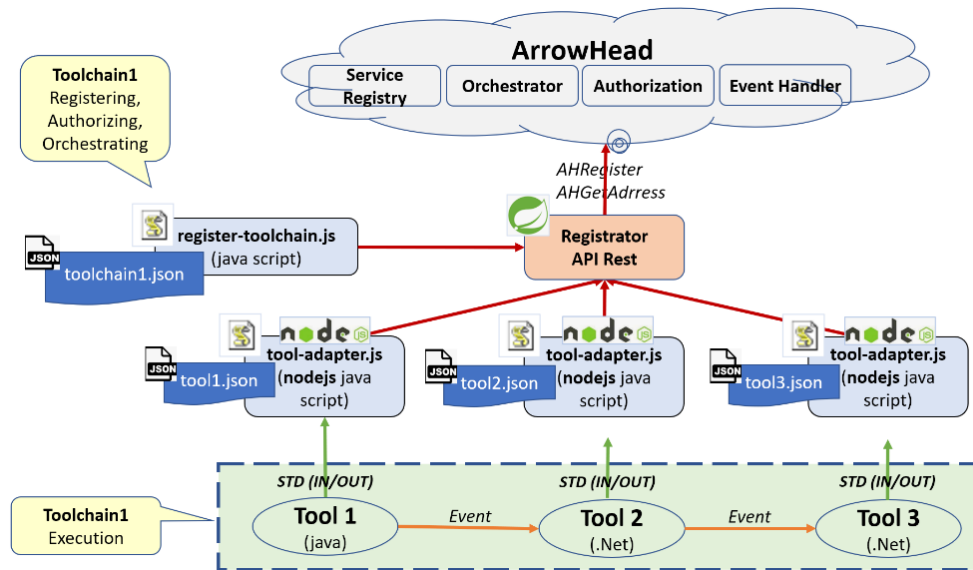 ArrowHead
Service
Registry
Orchestrator
Authorization
Event Handler
Toolchain1
Registering,
Authorizing,
Orchestrating
AHRegister
AHGetAdrress
register-toolchain.js
(java script)
JSON
toolchain1.json
Registrator
API Rest
node
JS
tool-adapter.js
(nodejs java
script)
JSON
tool1.json
node
JS
tool-adapter.js
(nodejs java
script)
JSON
tool2.json
node
JS
tool-adapter.js
(nodejs java
script)
JSON
tool3.json
STD (IN/OUT)
STD (IN/OUT)
STD (IN/OUT)
Toolchain1
Execution
Tool 1
(java)
Event
Tool 2
(.Net)
Event
Tool 3
(.Net)